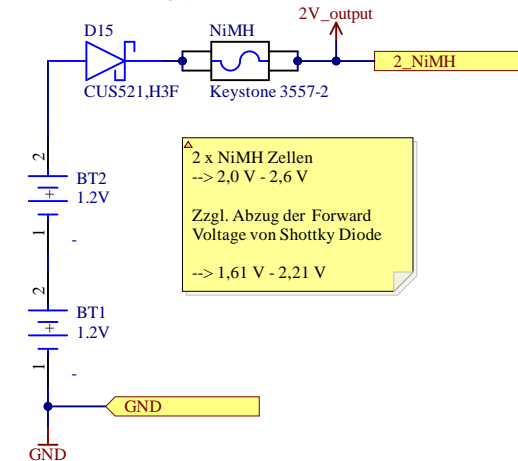 2V_output
D15
NiMH
2_NiMH
CUS521,H3F
Keystone 3557-2
2 x NiMH Zellen
--> 2,0 V - 2,6 V
Zzgl. Abzug der Forward
Voltage von Shottky Diode
--> 1,61 V - 2,21 V
2
BT2
+
1.2V
1
-
2
BT1
+
1.2V
1
-
GND
GND